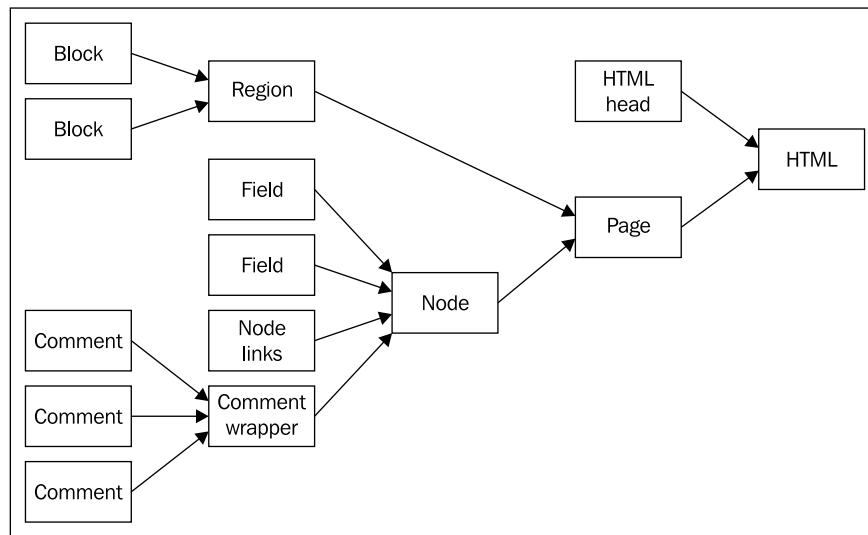 Block
Block
Region
HTML
head
HTML
Field
Field
Page
Node
Node
links
Comment
Comment
Comment
Comment
wrapper